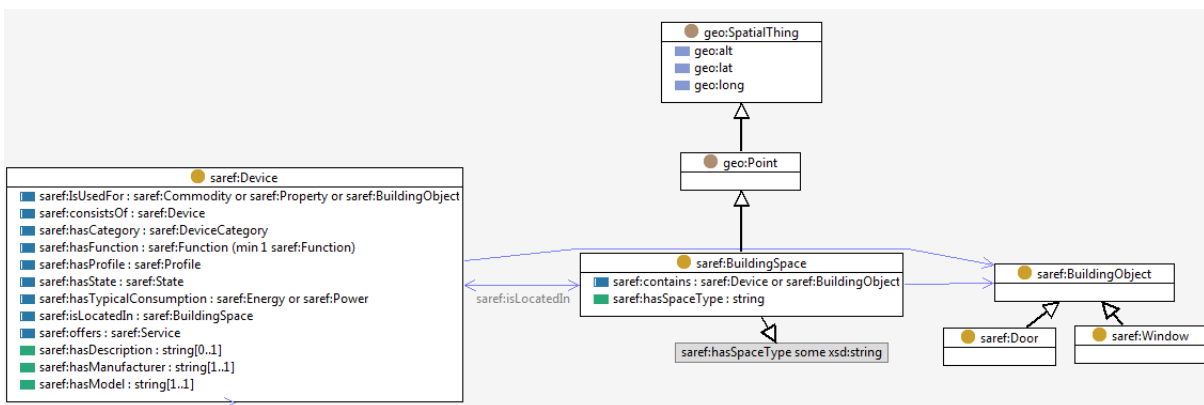 geo:SpatialThing
geo:alt
geo:lat
geo:long
geo:Point
saref:Device
saref:IsUsedFor : saref:Commodity or saref:Property or saref:BuildingObject
saref:consistsOf : saref:Device
saref:hasCategory : saref:DeviceCategory
saref:hasFunction : saref:Function (min 1 saref:Function)
saref:hasProfile : saref:Profile
saref:hasState : saref:State
saref:hasTypicalConsumption : saref:Energy or saref:Power
saref:isLocatedIn : saref:BuildingSpace
saref:offers : saref:Service
saref:hasDescription : string[0..1]
saref:hasManufacturer : string[1..1]
saref:hasModel : string[1..1]
saref:isLocatedIn
saref:BuildingSpace
saref:contains : saref:Device or saref:BuildingObject
saref:hasSpaceType : string
saref:hasSpaceType some xsd:string
saref:BuildingObject
saref:Door
saref:Window